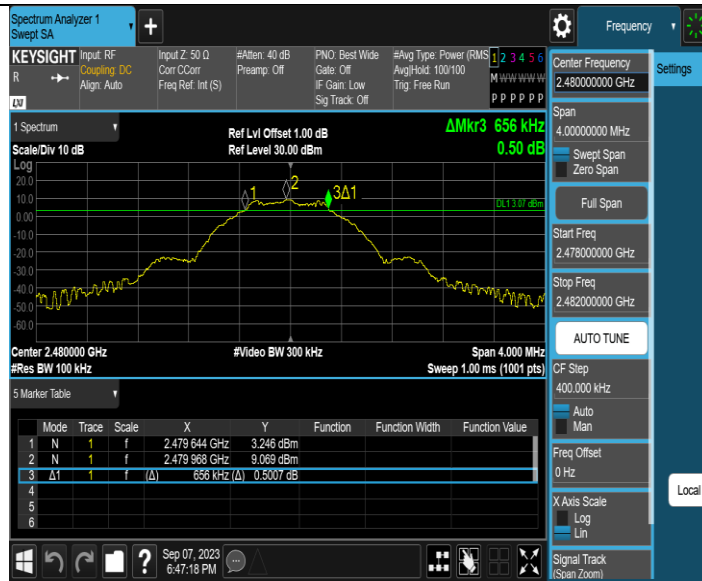 Spectrum Analyzer 1
Swept SA
+
Frequency
KEYSIGHT
R
LXI
Input: RF
Coupling: DC
Align: Auto
Input Z: 50 Ω
Corr CCorr
Freq Ref: Int (S)
#Atten: 40 dB
Preamp: Off
PNO: Best Wide
Gate: Off
IF Gain: Low
Sig Track: Off
#Avg Type: Power (RMS
Avg|Hold: 100/100
Trig: Free Run
1 2 3 4 5 6
M W W W W W
P P P P P P
1 Spectrum
Scale/Div 10 dB
Ref Lvl Offset 1.00 dB
Ref Level 30.00 dBm
ΔMkr3 656 kHz
0.50 dB
Log
20.0
10.0
0.00
-10.0
-20.0
-30.0
-40.0
-50.0
-60.0
1
2
3Δ1
DL1 3.07 dBm
Center 2.480000 GHz
#Res BW 100 kHz
#Video BW 300 kHz
Span 4.000 MHz
Sweep 1.00 ms (1001 pts)
5 Marker Table
Mode Trace Scale X Y Function Function Width Function Value
1 N 1 f 2.479 644 GHz 3.246 dBm
2 N 1 f 2.479 968 GHz 9.069 dBm
3 Δ1 1 f (Δ) 656 kHz (Δ) 0.5007 dB
4
5
6
?
Sep 07, 2023
6:47:18 PM
Center Frequency
2.480000000 GHz
Span
4.00000000 MHz
Swept Span
Zero Span
Full Span
Start Freq
2.478000000 GHz
Stop Freq
2.482000000 GHz
AUTO TUNE
CF Step
400.000 kHz
Auto
Man
Freq Offset
0 Hz
X Axis Scale
Log
Lin
Signal Track
(Span Zoom)
Settings
Local